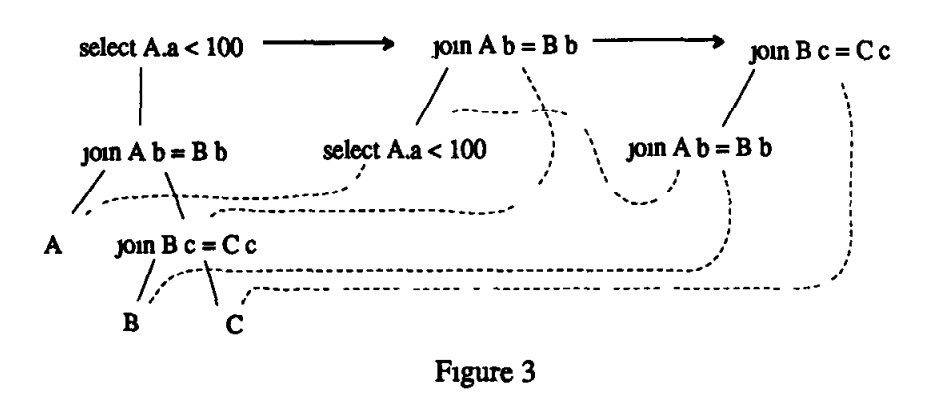 select A.a < 100
join A b = B b
join B c = C c
join A b = B b
select A.a < 100
join A b = B b
A
join B c = C c
B
C
Figure 3